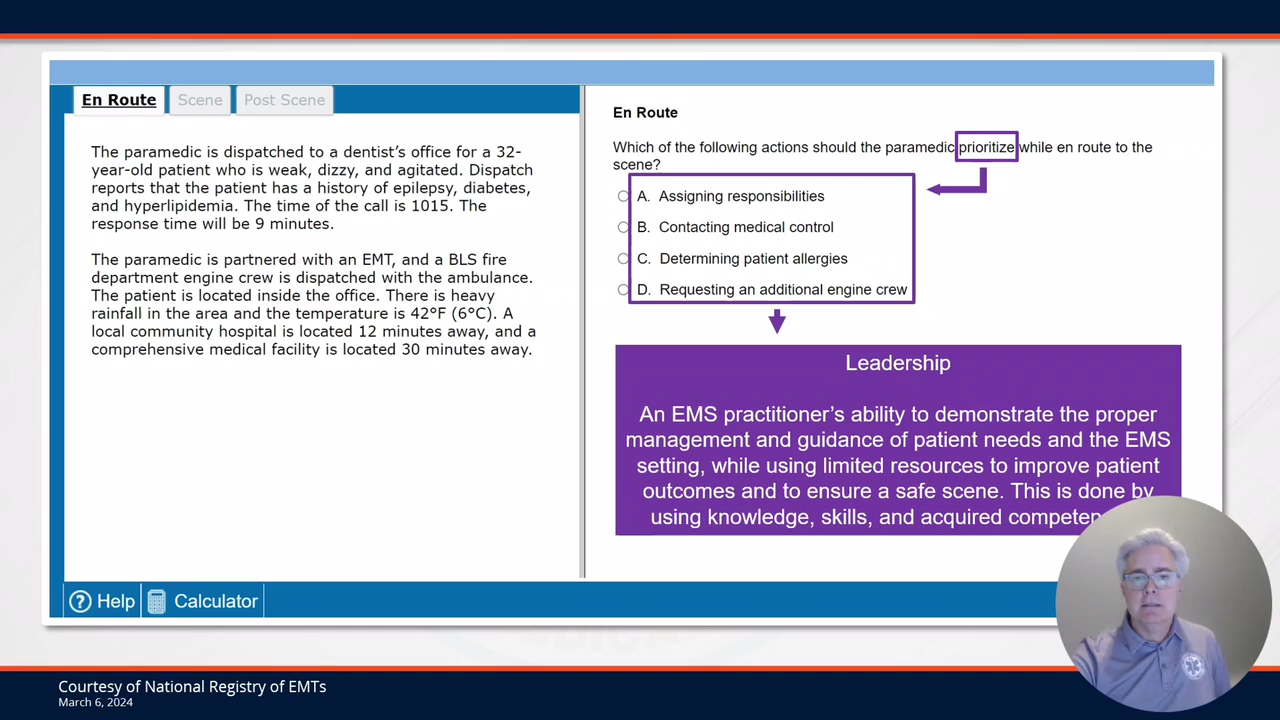 En Route
Scene
Post Scene
The paramedic is dispatched to a dentist’s office for a 32-
year-old patient who is weak, dizzy, and agitated. Dispatch
reports that the patient has a history of epilepsy, diabetes,
and hyperlipidemia. The time of the call is 1015. The
response time will be 9 minutes.
The paramedic is partnered with an EMT, and a BLS fire
department engine crew is dispatched with the ambulance.
The patient is located inside the office. There is heavy
rainfall in the area and the temperature is 42°F (6°C). A
local community hospital is located 12 minutes away, and a
comprehensive medical facility is located 30 minutes away.
En Route
Which of the following actions should the paramedic prioritize while en route to the
scene?
A. Assigning responsibilities
B. Contacting medical control
C. Determining patient allergies
D. Requesting an additional engine crew
Leadership
An EMS practitioner’s ability to demonstrate the proper
management and guidance of patient needs and the EMS
setting, while using limited resources to improve patient
outcomes and to ensure a safe scene. This is done by
using knowledge, skills, and acquired
Help
Calculator
Courtesy of National Registry of EMTs
March 6, 2024